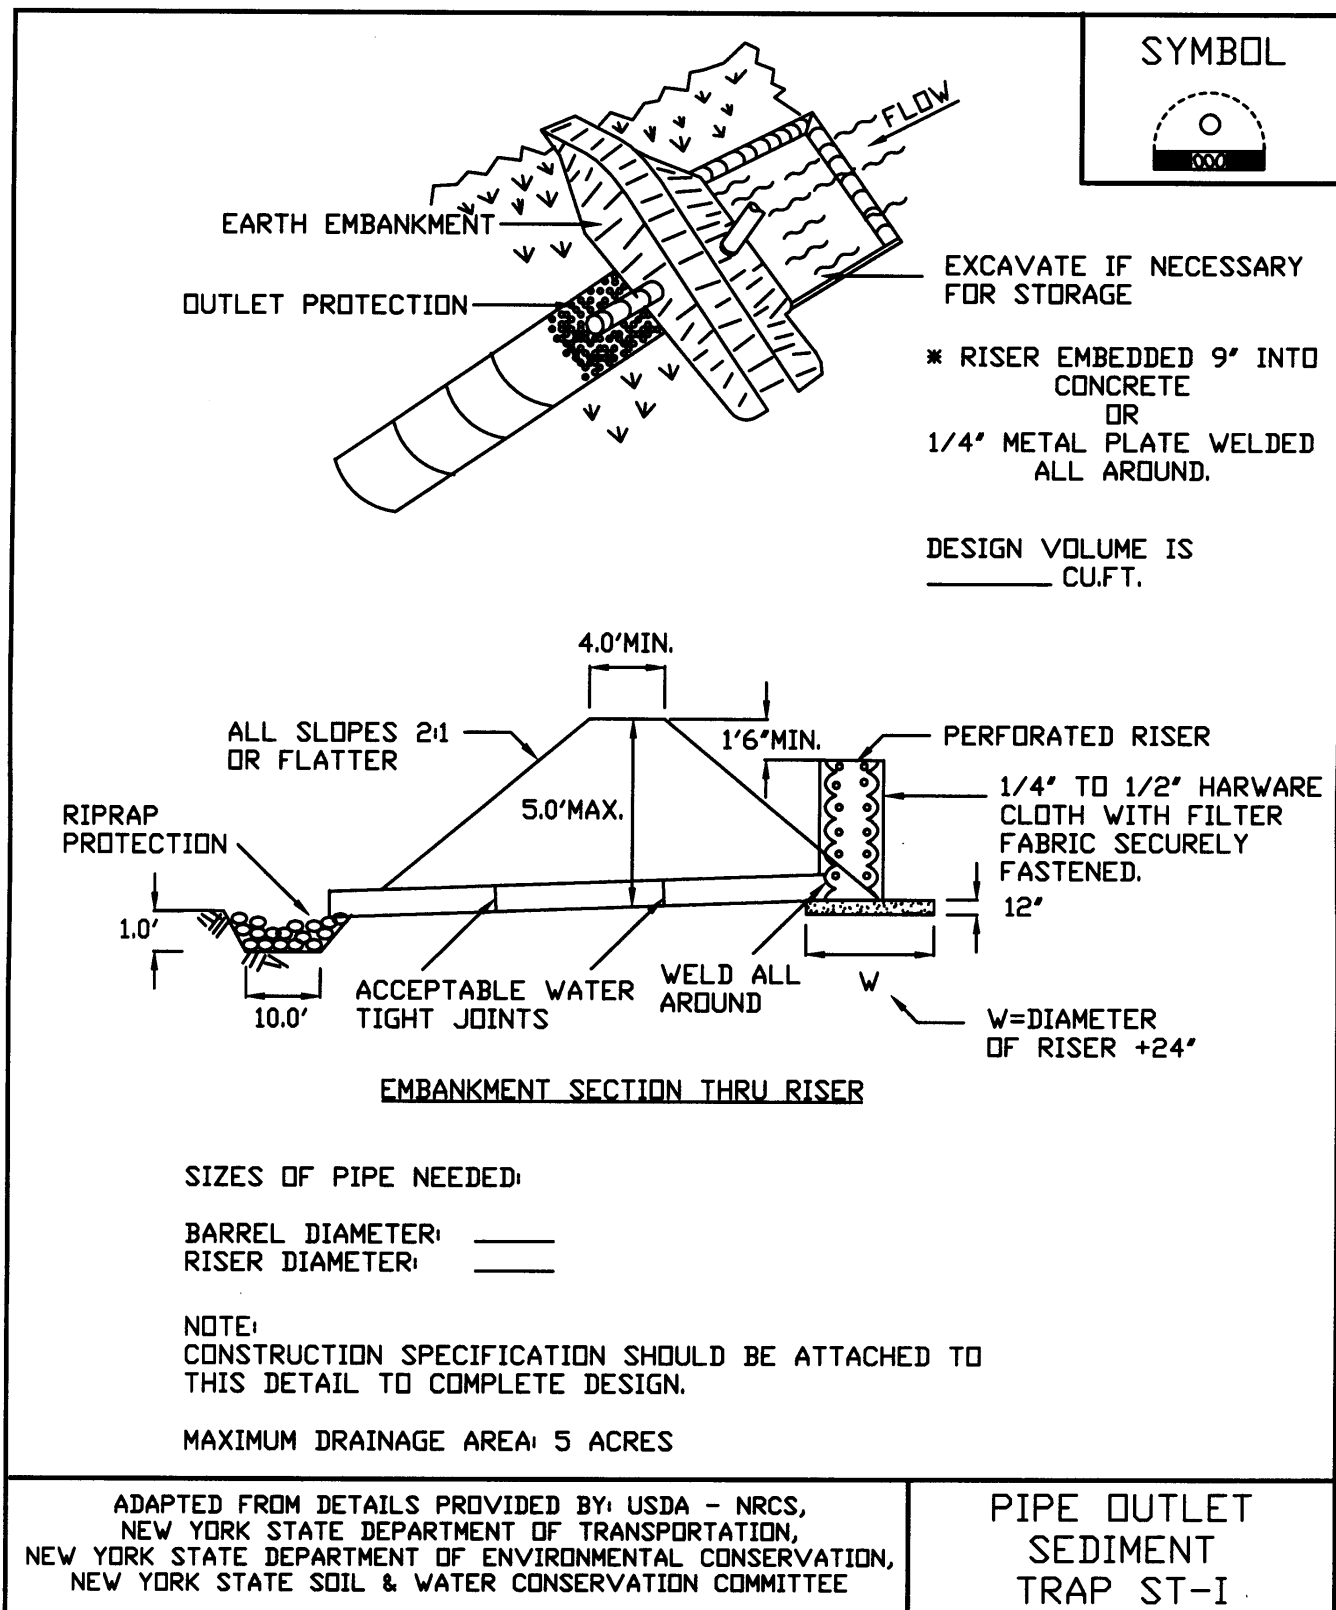 SYMBOL
FLOW
EARTH EMBANKMENT
OUTLET PROTECTION
EXCAVATE IF NECESSARY
FOR STORAGE
* RISER EMBEDDED 9" INTO
CONCRETE
OR
1/4" METAL PLATE WELDED
ALL AROUND.
DESIGN VOLUME IS
_______ CU.FT.
4.0'MIN.
ALL SLOPES 2:1
OR FLATTER
1'6"MIN.
PERFORATED RISER
5.0'MAX.
1/4" TO 1/2" HARWARE
CLOTH WITH FILTER
FABRIC SECURELY
FASTENED.
RIPRAP
PROTECTION
12"
1.0'
10.0'
ACCEPTABLE WATER
TIGHT JOINTS
WELD ALL
AROUND
W
W=DIAMETER
OF RISER +24"
EMBANKMENT SECTION THRU RISER
SIZES OF PIPE NEEDED:
BARREL DIAMETER: _____
RISER DIAMETER: _____
NOTE:
CONSTRUCTION SPECIFICATION SHOULD BE ATTACHED TO
THIS DETAIL TO COMPLETE DESIGN.
MAXIMUM DRAINAGE AREA: 5 ACRES
ADAPTED FROM DETAILS PROVIDED BY: USDA - NRCS,
NEW YORK STATE DEPARTMENT OF TRANSPORTATION,
NEW YORK STATE DEPARTMENT OF ENVIRONMENTAL CONSERVATION,
NEW YORK STATE SOIL & WATER CONSERVATION COMMITTEE
PIPE OUTLET
SEDIMENT
TRAP ST-I